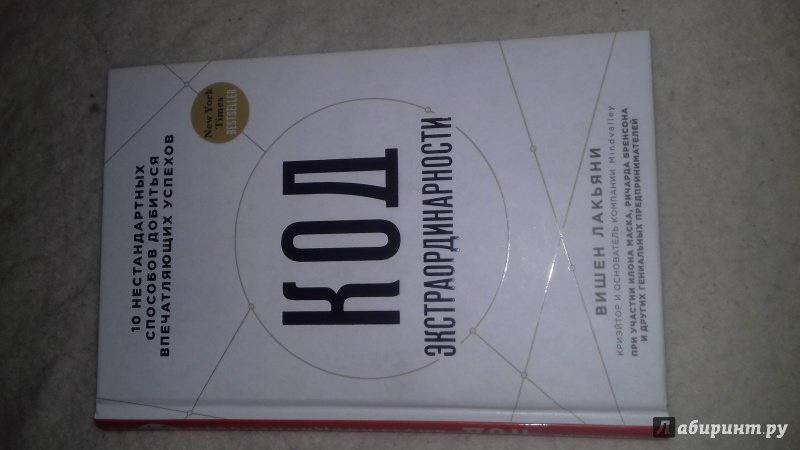 10 НЕСТАНДАРТНЫХ
СПОСОБОВ ДОБИТЬСЯ
ВПЕЧАТЛЯЮЩИХ УСПЕХОВ
New York
Times
BESTSELLER
КОД
ЭКСТРАОРДИНАРНОСТИ
ВИШЕН ЛАКЬЯНИ
КРИЭЙТОР И ОСНОВАТЕЛЬ КОМПАНИИ Mindvalley
ПРИ УЧАСТИИ ИЛОНА МАСКА, РИЧАРДА БРЕНСОНА
И ДРУГИХ ГЕНИАЛЬНЫХ ПРЕДПРИНИМАТЕЛЕЙ
Лабиринт.ру